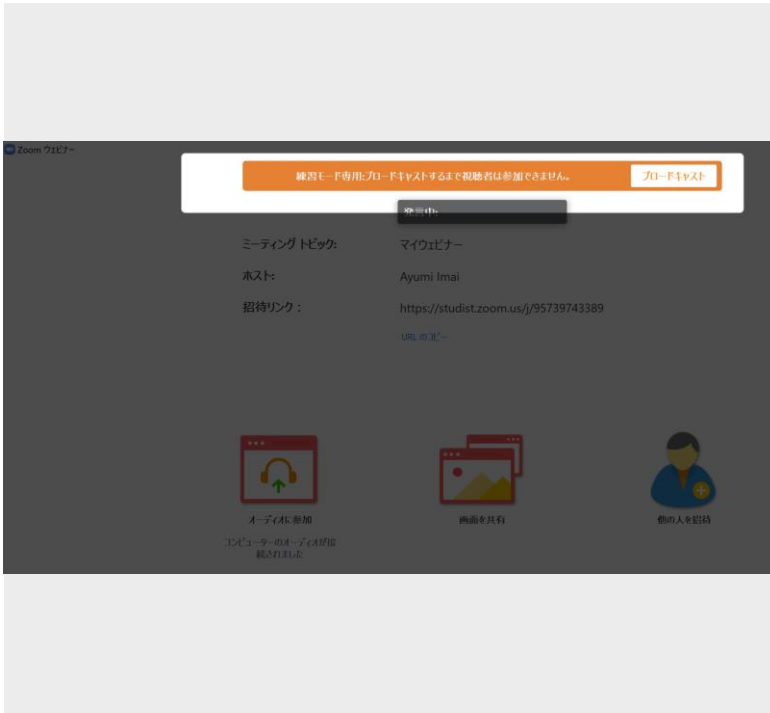 Zoom ウェビナー
練習モード専用:ブロードキャストするまで視聴者は参加できません。 ブロードキャスト
発言中:
ミーティング トピック: マイウェビナー
ホスト: Ayumi Imai
招待リンク： https://studist.zoom.us/j/95739743389
URL のコピー
オーディオに参加 画面を共有 他の人を招待
コンピューターのオーディオが接
続されました